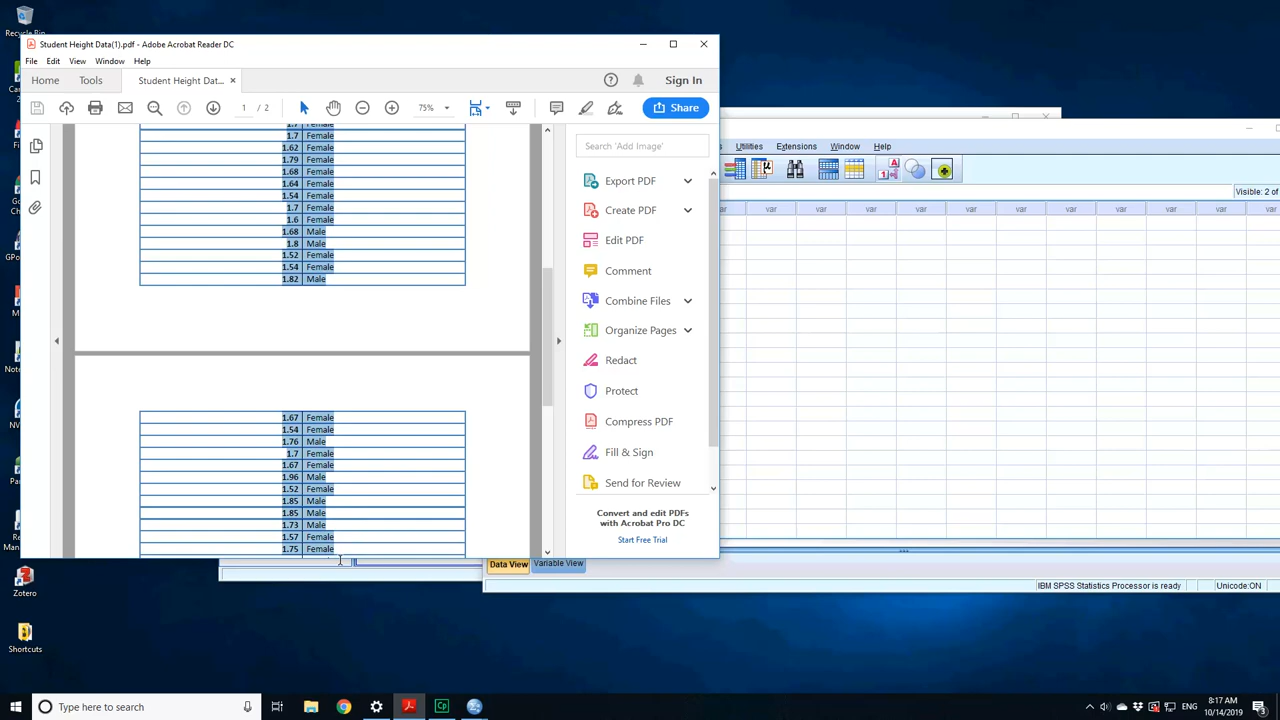 Recycle Bin
Student Height Data(1).pdf - Adobe Acrobat Reader DC
File Edit View Window Help
Home Tools Student Height Dat... × Sign In
1 / 2 75% Share
1.7 Female
1.7 Female
1.62 Female
1.79 Female
1.68 Female
1.64 Female
1.54 Female
1.7 Female
1.6 Female
1.68 Male
1.8 Male
1.52 Female
1.54 Female
1.82 Male
1.67 Female
1.54 Female
1.76 Male
1.7 Female
1.67 Female
1.96 Male
1.52 Female
1.85 Male
1.85 Male
1.73 Male
1.57 Female
1.75 Female
Search 'Add Image'
Export PDF
Create PDF
Edit PDF
Comment
Combine Files
Organize Pages
Redact
Protect
Compress PDF
Fill & Sign
Send for Review
Convert and edit PDFs
with Acrobat Pro DC
Start Free Trial
Utilities Extensions Window Help
Visible: 2 of
var var var var var var var var var var var
Data View Variable View
IBM SPSS Statistics Processor is ready Unicode:ON
Zotero
Shortcuts
Type here to search
8:17 AM
10/14/2019
3